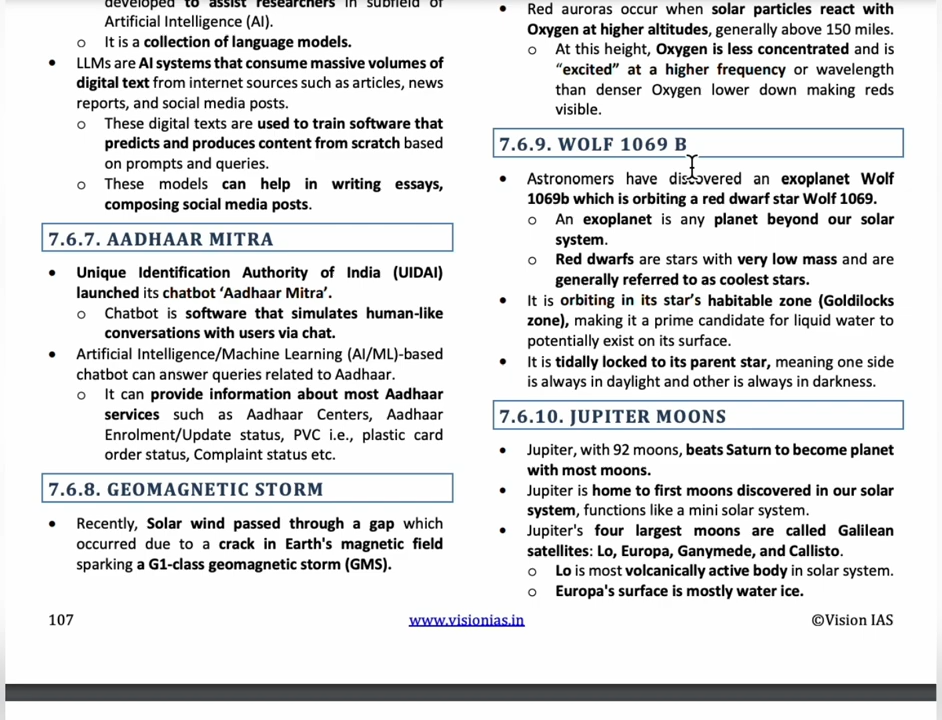 developed to assist researchers in subfield of
Artificial Intelligence (AI).
o It is a collection of language models.
• LLMs are AI systems that consume massive volumes of
digital text from internet sources such as articles, news
reports, and social media posts.
o These digital texts are used to train software that
predicts and produces content from scratch based
on prompts and queries.
o These models can help in writing essays,
composing social media posts.
7.6.7. AADHAAR MITRA
• Unique Identification Authority of India (UIDAI)
launched its chatbot ‘Aadhaar Mitra’.
o Chatbot is software that simulates human-like
conversations with users via chat.
• Artificial Intelligence/Machine Learning (AI/ML)-based
chatbot can answer queries related to Aadhaar.
o It can provide information about most Aadhaar
services such as Aadhaar Centers, Aadhaar
Enrolment/Update status, PVC i.e., plastic card
order status, Complaint status etc.
7.6.8. GEOMAGNETIC STORM
• Recently, Solar wind passed through a gap which
occurred due to a crack in Earth's magnetic field
sparking a G1-class geomagnetic storm (GMS).
• Red auroras occur when solar particles react with
Oxygen at higher altitudes, generally above 150 miles.
o At this height, Oxygen is less concentrated and is
“excited” at a higher frequency or wavelength
than denser Oxygen lower down making reds
visible.
7.6.9. WOLF 1069 B
• Astronomers have discovered an exoplanet Wolf
1069b which is orbiting a red dwarf star Wolf 1069.
o An exoplanet is any planet beyond our solar
system.
o Red dwarfs are stars with very low mass and are
generally referred to as coolest stars.
• It is orbiting in its star’s habitable zone (Goldilocks
zone), making it a prime candidate for liquid water to
potentially exist on its surface.
• It is tidally locked to its parent star, meaning one side
is always in daylight and other is always in darkness.
7.6.10. JUPITER MOONS
• Jupiter, with 92 moons, beats Saturn to become planet
with most moons.
• Jupiter is home to first moons discovered in our solar
system, functions like a mini solar system.
• Jupiter's four largest moons are called Galilean
satellites: Lo, Europa, Ganymede, and Callisto.
o Lo is most volcanically active body in solar system.
o Europa's surface is mostly water ice.
107
www.visionias.in
©Vision IAS